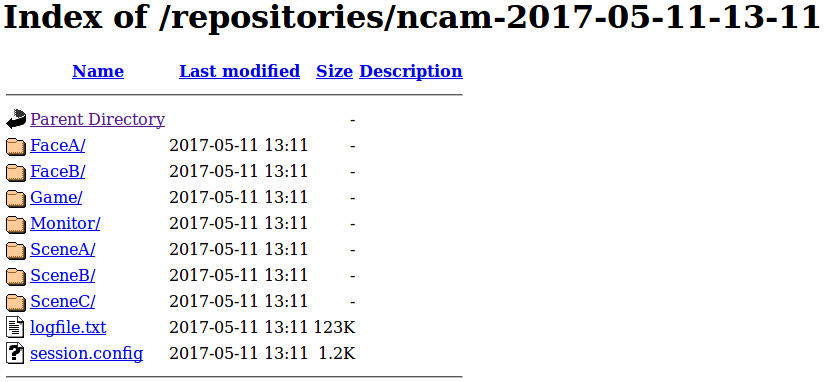 Index of /repositories/ncam-2017-05-11-13-11
Name Last modified Size Description
Parent Directory -
FaceA/ 2017-05-11 13:11 -
FaceB/ 2017-05-11 13:11 -
Game/ 2017-05-11 13:11 -
Monitor/ 2017-05-11 13:11 -
SceneA/ 2017-05-11 13:11 -
SceneB/ 2017-05-11 13:11 -
SceneC/ 2017-05-11 13:11 -
logfile.txt 2017-05-11 13:11 123K
session.config 2017-05-11 13:11 1.2K